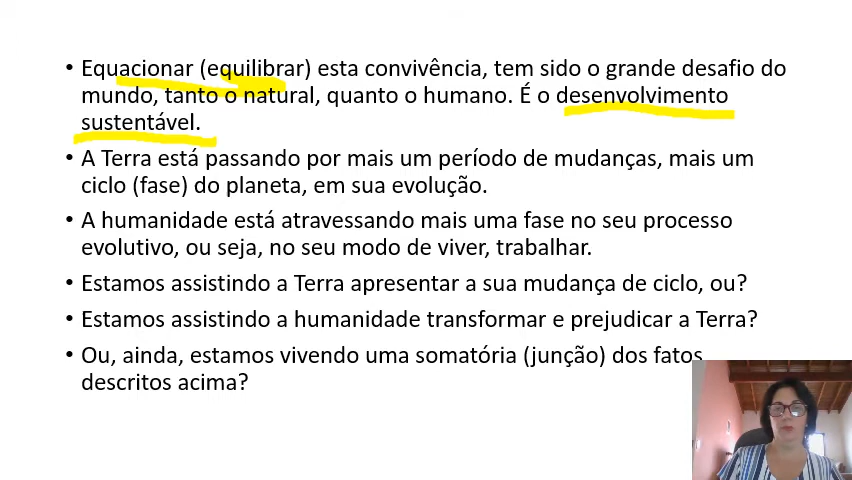 • Equacionar (equilibrar) esta convivência, tem sido o grande desafio do
mundo, tanto o natural, quanto o humano. É o desenvolvimento
sustentável.
• A Terra está passando por mais um período de mudanças, mais um
ciclo (fase) do planeta, em sua evolução.
• A humanidade está atravessando mais uma fase no seu processo
evolutivo, ou seja, no seu modo de viver, trabalhar.
• Estamos assistindo a Terra apresentar a sua mudança de ciclo, ou?
• Estamos assistindo a humanidade transformar e prejudicar a Terra?
• Ou, ainda, estamos vivendo uma somatória (junção) dos fatos
descritos acima?